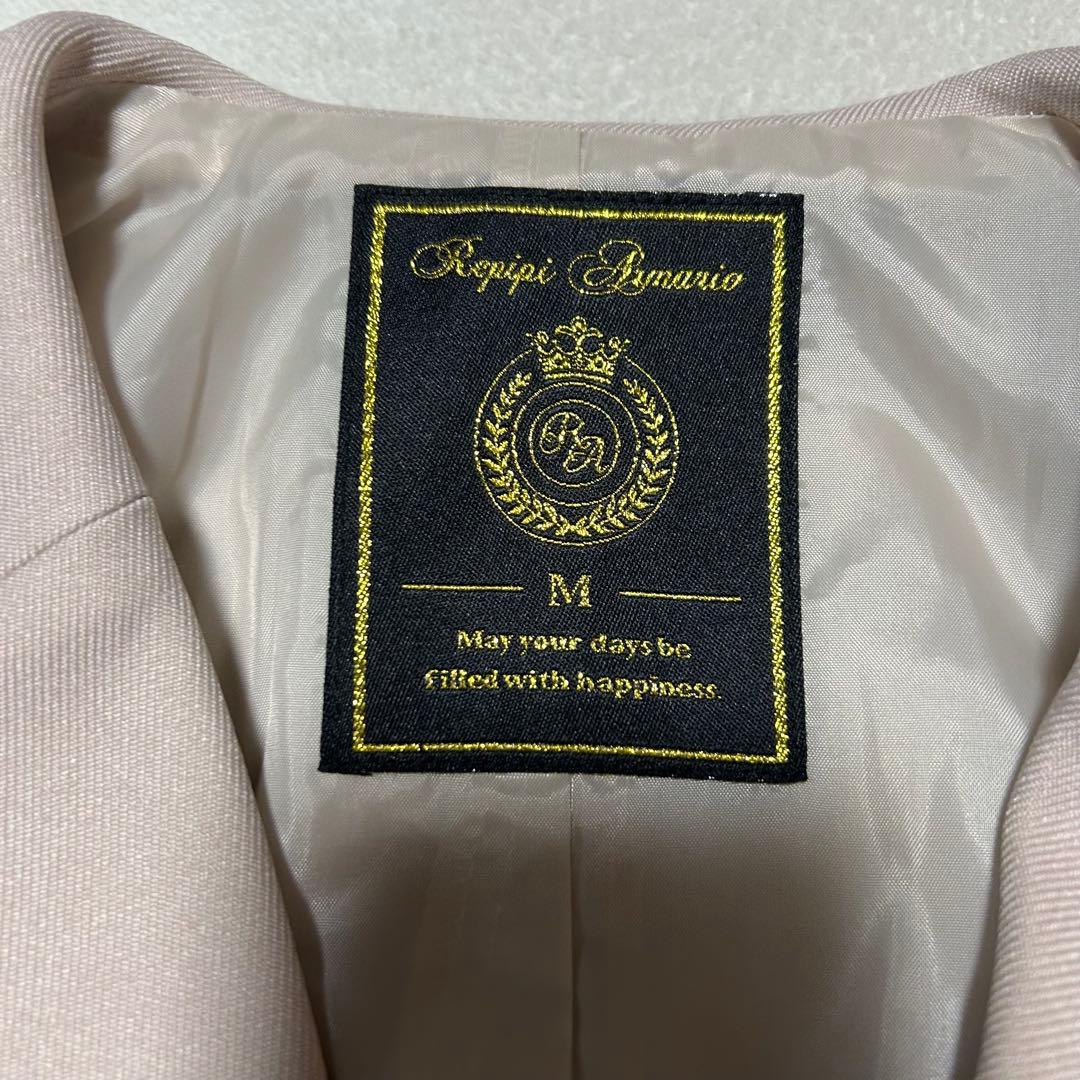 Repipi Armario
RA
M
May your days be
filled with happiness.